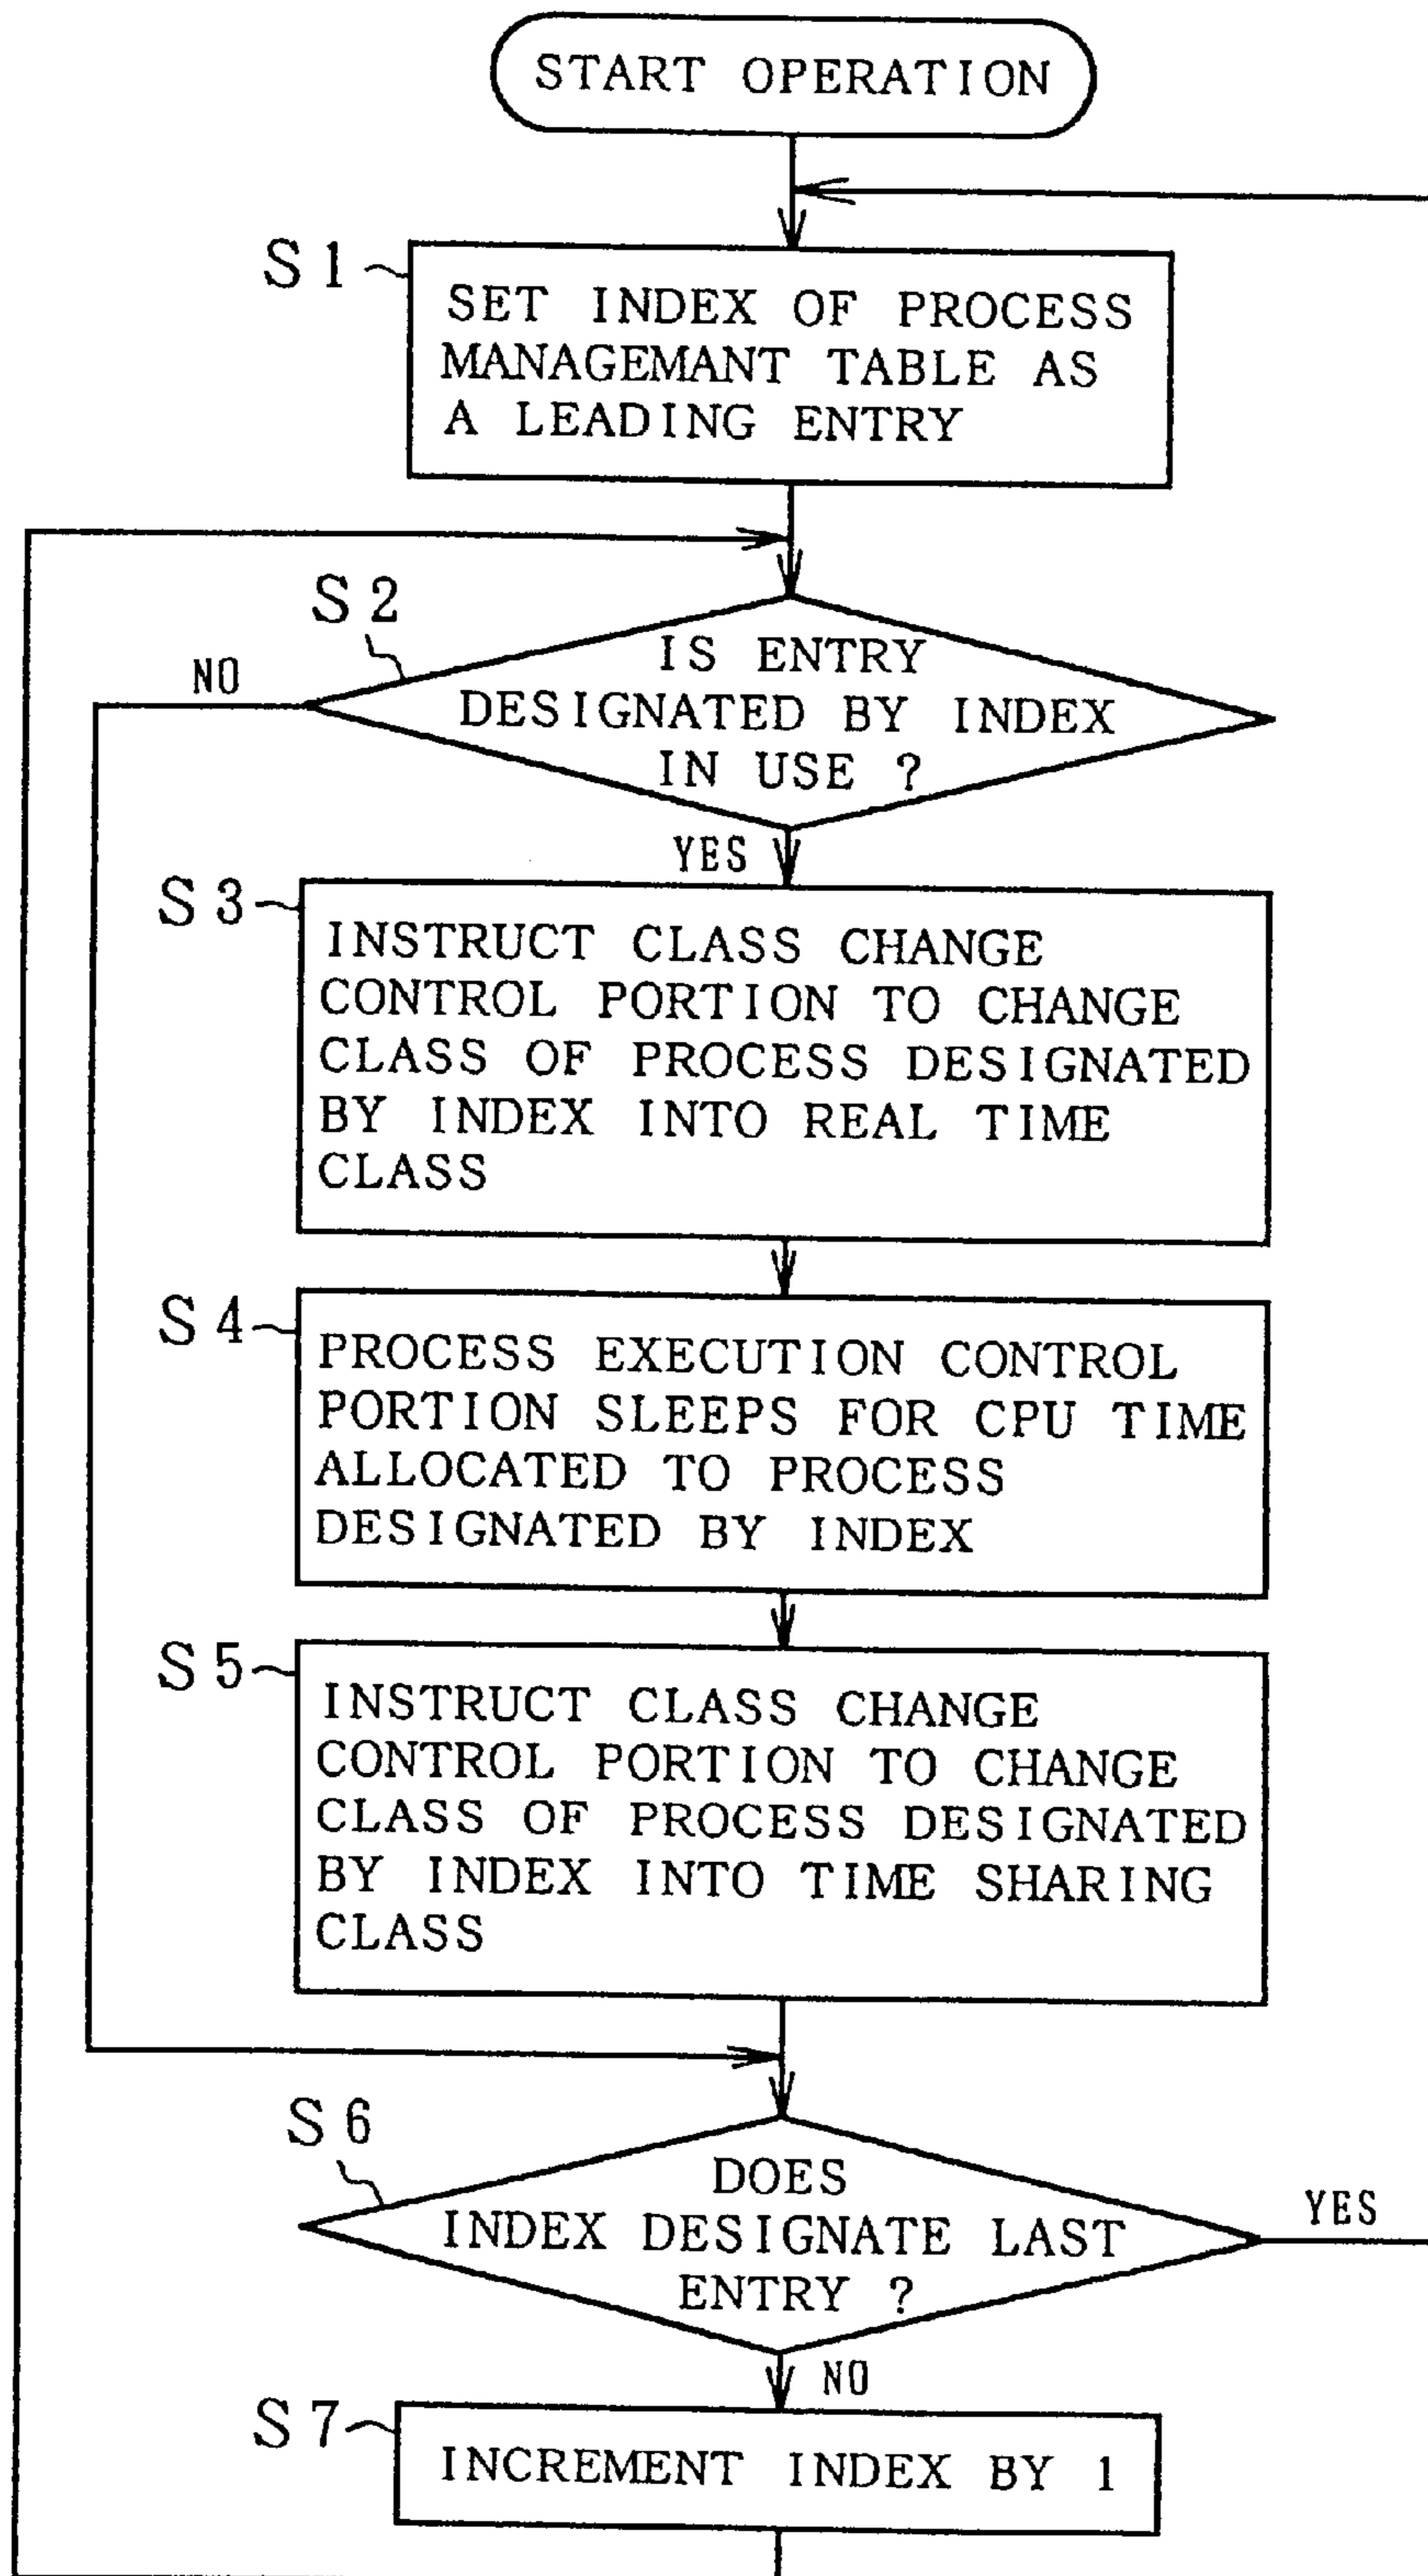 START OPERATION
S1
SET INDEX OF PROCESS
MANAGEMANT TABLE AS
A LEADING ENTRY
S2
NO
IS ENTRY
DESIGNATED BY INDEX
IN USE ?
YES
S3
INSTRUCT CLASS CHANGE
CONTROL PORTION TO CHANGE
CLASS OF PROCESS DESIGNATED
BY INDEX INTO REAL TIME
CLASS
S4
PROCESS EXECUTION CONTROL
PORTION SLEEPS FOR CPU TIME
ALLOCATED TO PROCESS
DESIGNATED BY INDEX
S5
INSTRUCT CLASS CHANGE
CONTROL PORTION TO CHANGE
CLASS OF PROCESS DESIGNATED
BY INDEX INTO TIME SHARING
CLASS
S6
DOES
INDEX DESIGNATE LAST
ENTRY ?
YES
NO
S7
INCREMENT INDEX BY 1